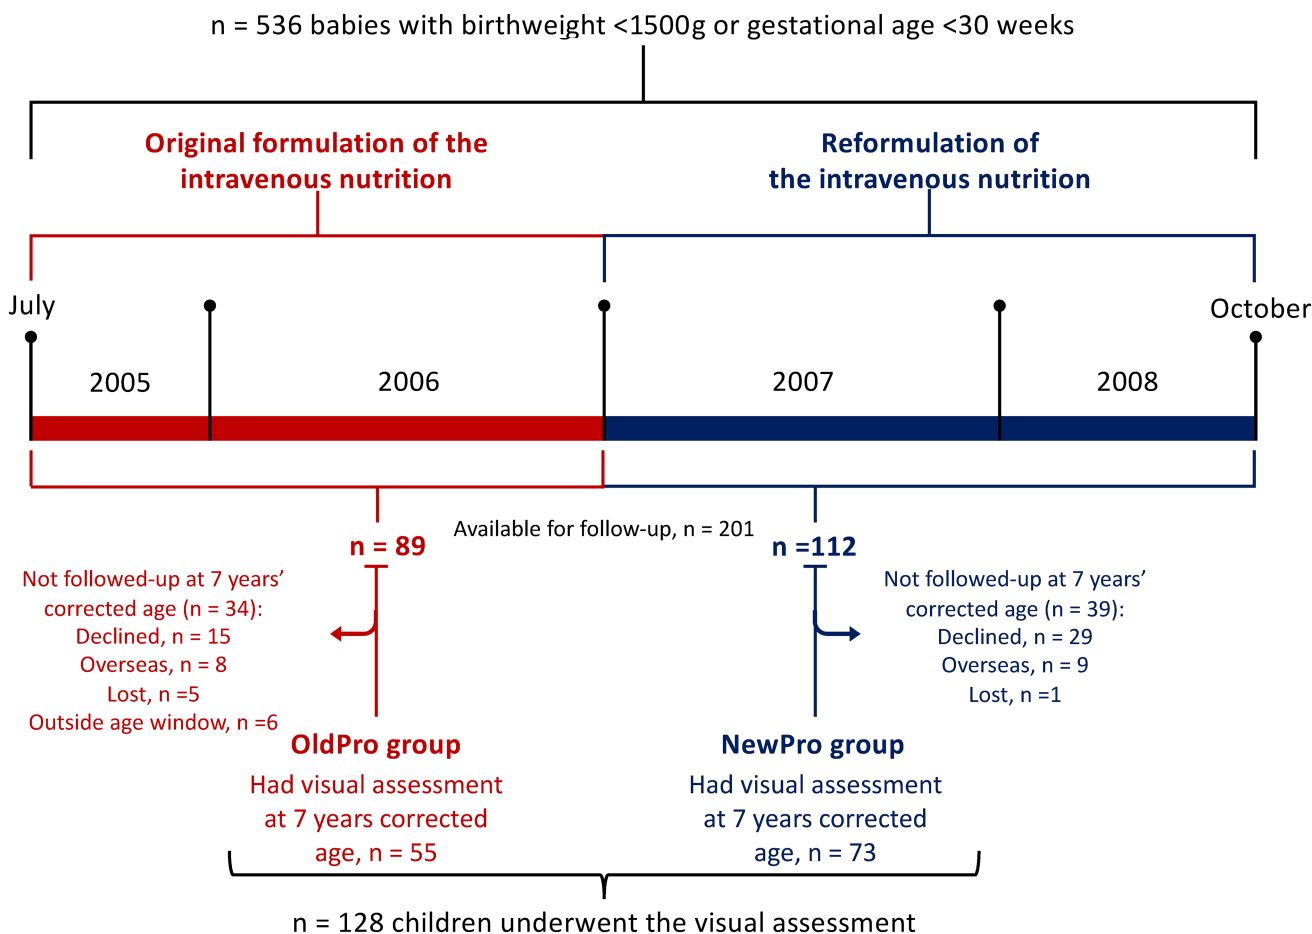 n = 536 babies with birthweight <1500g or gestational age <30 weeks
Original formulation of the
intravenous nutrition
Reformulation of
the intravenous nutrition
July
October
2005
2006
2007
2008
Available for follow-up, n = 201
n = 89
n =112
Not followed-up at 7 years’
corrected age (n = 34):
Declined, n = 15
Overseas, n = 8
Lost, n =5
Outside age window, n =6
Not followed-up at 7 years’
corrected age (n = 39):
Declined, n = 29
Overseas, n = 9
Lost, n =1
OldPro group
Had visual assessment
at 7 years corrected
age, n = 55
NewPro group
Had visual assessment
at 7 years corrected
age, n = 73
n = 128 children underwent the visual assessment